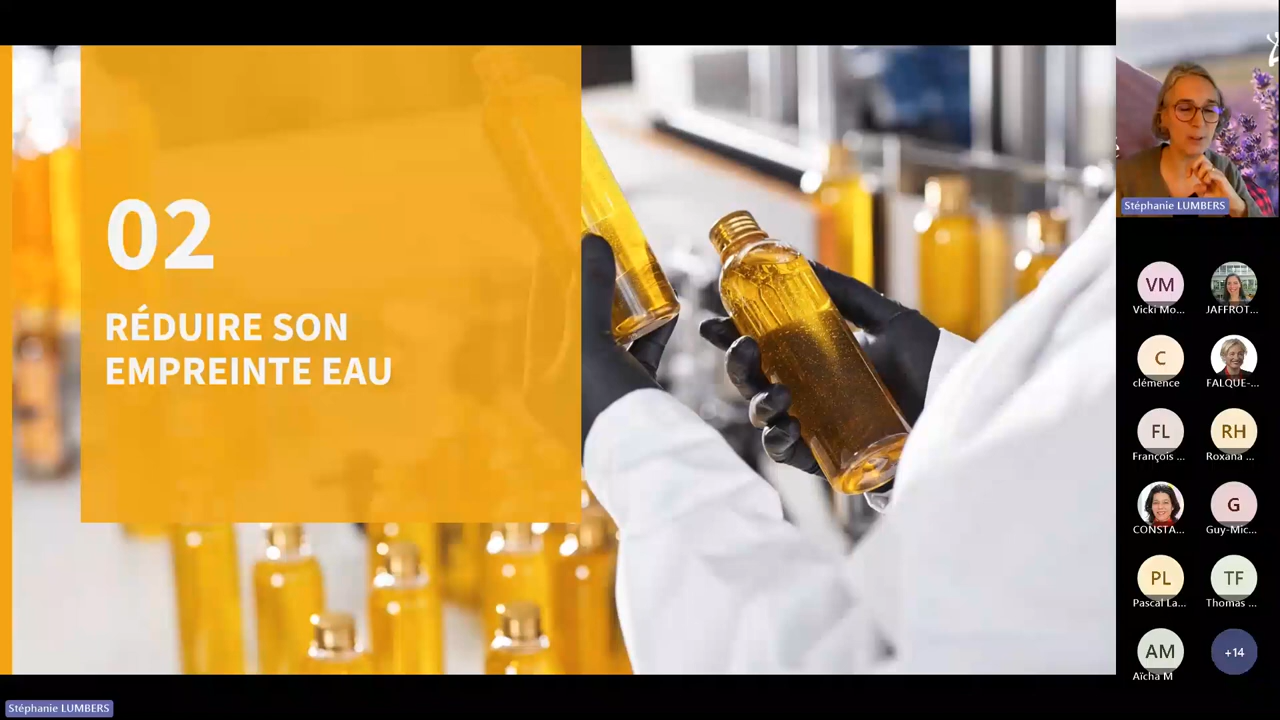 02
RÉDUIRE SON
EMPREINTE EAU
Stéphanie LUMBERS
VM
Vicki Mo...
JAFFROT...
C
clémence
FALQUE-...
FL
François ...
RH
Roxana ...
CONSTA...
G
Guy-Mic...
PL
Pascal La...
TF
Thomas ...
AM
Aïcha M
+14
Stéphanie LUMBERS